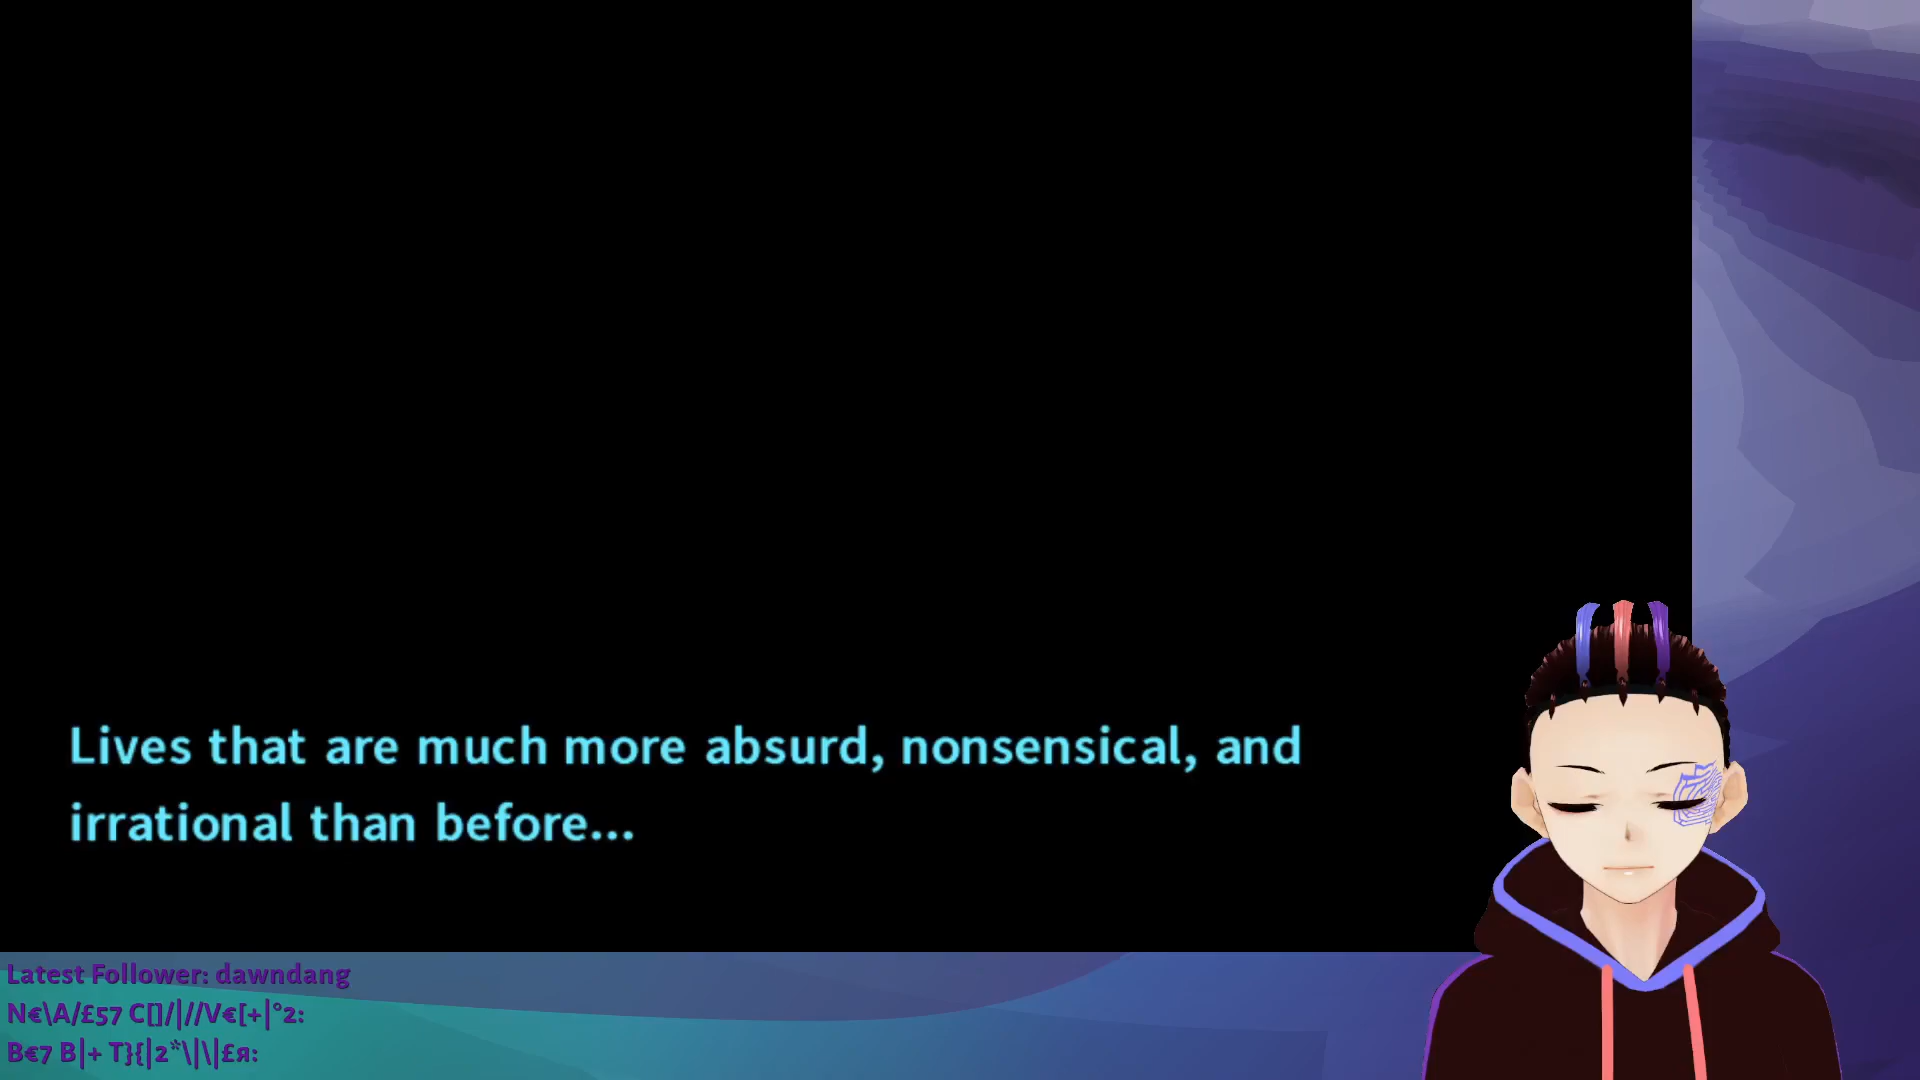 Lives that are much more absurd, nonsensical, and
irrational than before...
Latest Follower: dawndang
N€\A/£57 C[]/|//V€[+|°2:
B€7 B|+ T}{|2*\|\|£я: